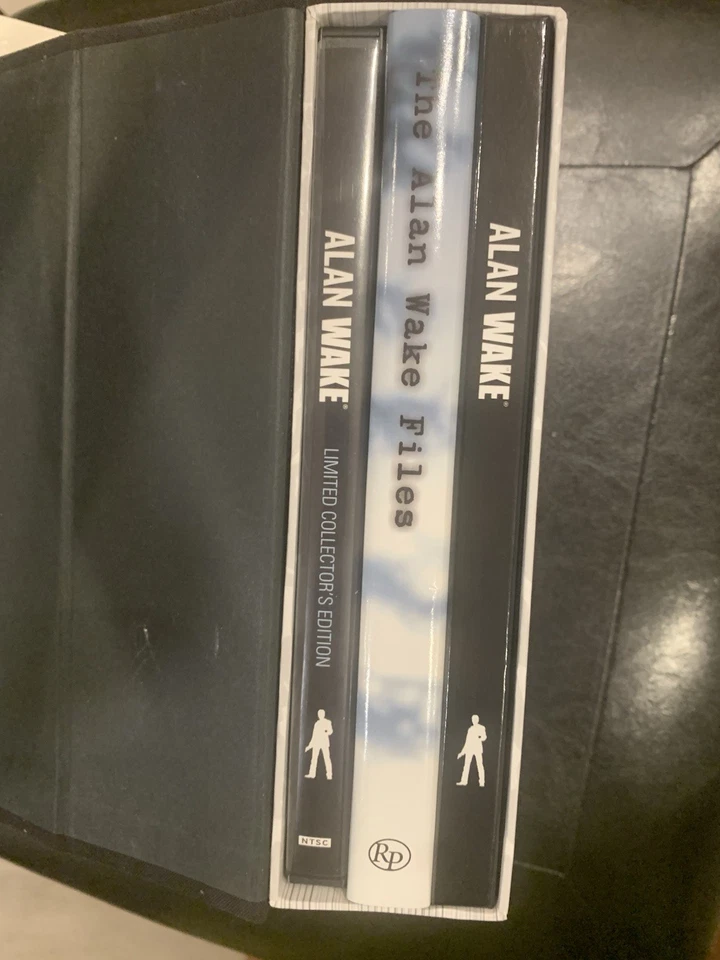 ALAN WAKE®
LIMITED COLLECTOR'S EDITION
NTSC
The Alan Wake Files
RP
ALAN WAKE®